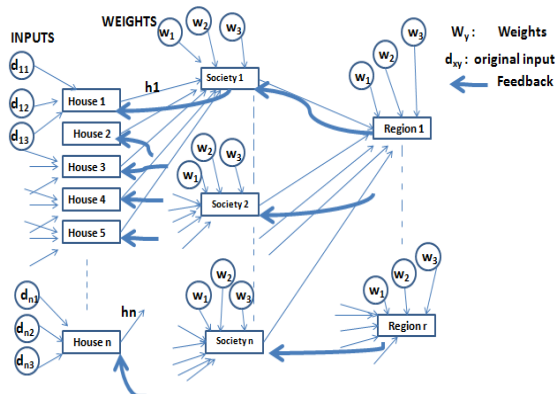 INPUTS
WEIGHTS
w1
w2
w3
Wy : Weights
dxy : original input
Feedback
d11
d12
d13
h1
House 1
House 2
House 3
House 4
House 5
Society 1
w1
w2
w3
Region 1
w1
w2
w3
Society 2
dn1
dn2
dn3
hn
House n
w1
w2
w3
Society n
w1
w2
w3
Region r